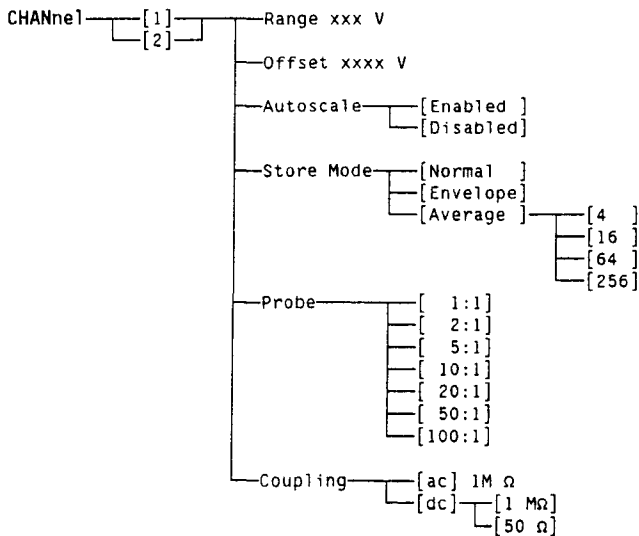 CHANnel [1] Range xxx V
[2]
Offset xxxx V
Autoscale [Enabled ]
[Disabled]
Store Mode [Normal ]
[Envelope]
[Average ] [4 ]
[16 ]
[64 ]
[256]
Probe [ 1:1]
[ 2:1]
[ 5:1]
[ 10:1]
[ 20:1]
[ 50:1]
[100:1]
Coupling [ac] 1M Ω
[dc] [1 MΩ]
[50 Ω]